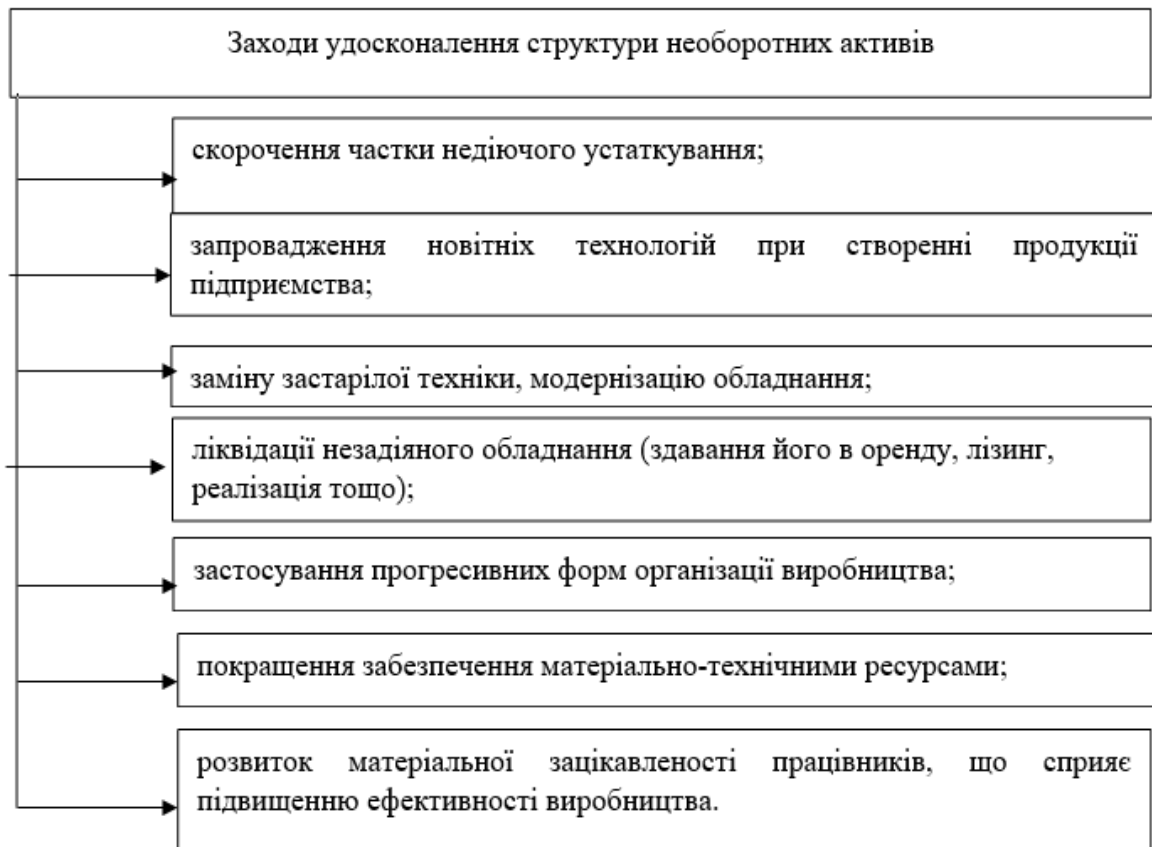 Заходи удосконалення структури необоротних активів
скорочення частки недіючого устаткування;
запровадження новітніх технологій при створенні продукції
підприємства;
заміну застарілої техніки, модернізацію обладнання;
ліквідації незадіяного обладнання (здавання його в оренду, лізинг,
реалізація тощо);
застосування прогресивних форм організації виробництва;
покращення забезпечення матеріально-технічними ресурсами;
розвиток матеріальної зацікавленості працівників, що сприяє
підвищенню ефективності виробництва.